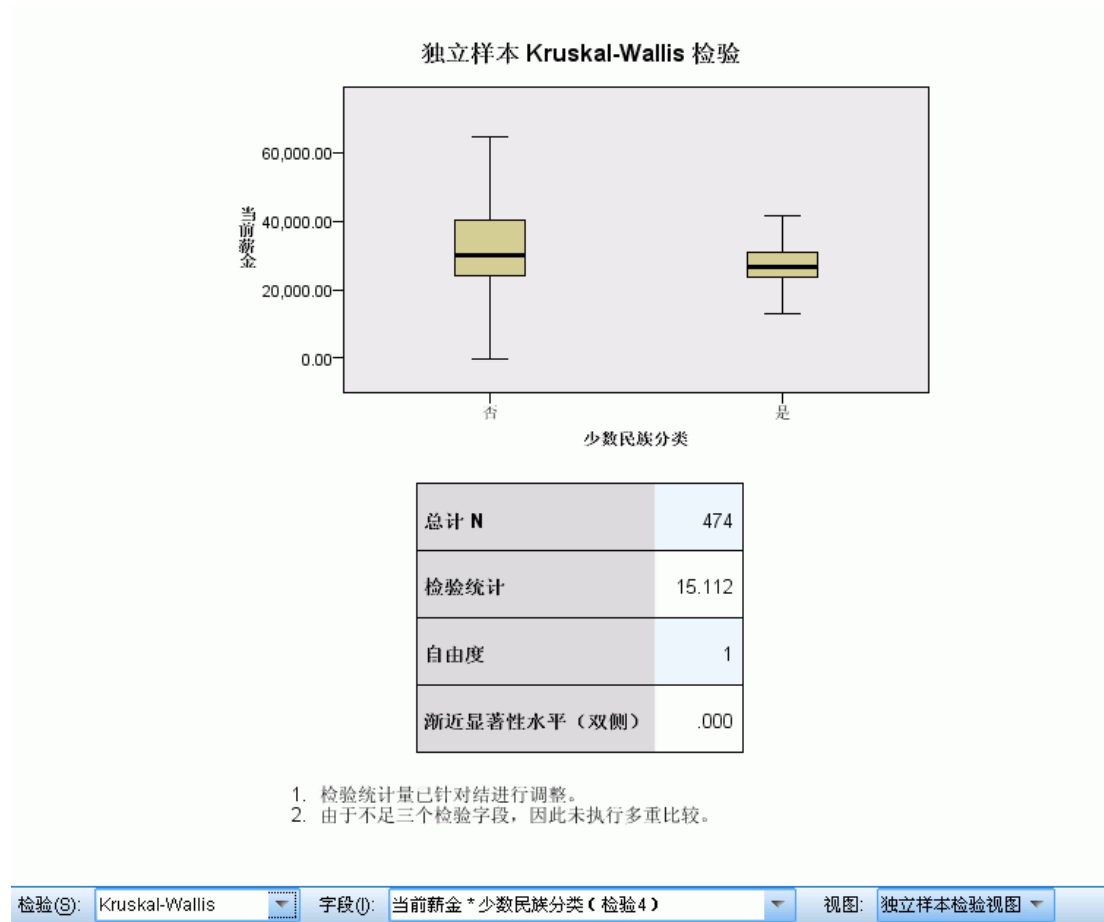 独立样本 Kruskal-Wallis 检验
60,000.00
40,000.00
20,000.00
0.00
当前薪金
否
是
少数民族分类
总计 N 474
检验统计 15.112
自由度 1
渐近显著性水平（双侧） .000
1. 检验统计量已针对结进行调整。
2. 由于不足三个检验字段，因此未执行多重比较。
检验(S): Kruskal-Wallis 字段(I): 当前薪金 * 少数民族分类 ( 检验4 ) 视图: 独立样本检验视图